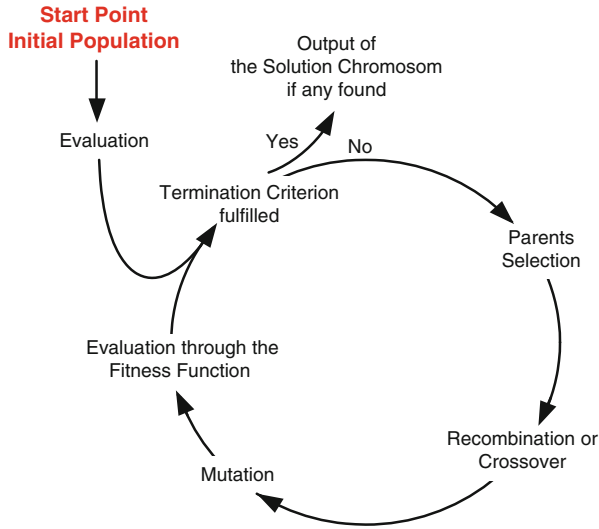 Start Point
Initial Population
Output of
the Solution Chromosom
if any found
Evaluation
Yes
No
Termination Criterion
fulfilled
Parents
Selection
Evaluation through the
Fitness Function
Recombination or
Crossover
Mutation